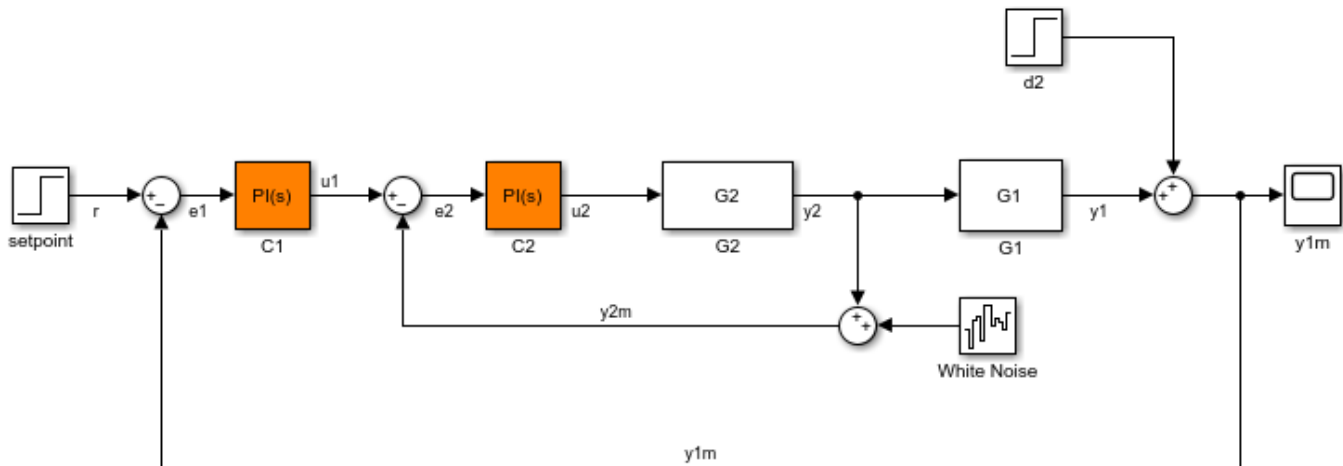 d2
setpoint
r
e1
PI(s)
C1
u1
e2
PI(s)
C2
u2
G2
G2
y2
G1
G1
y1
y1m
y2m
White Noise
y1m